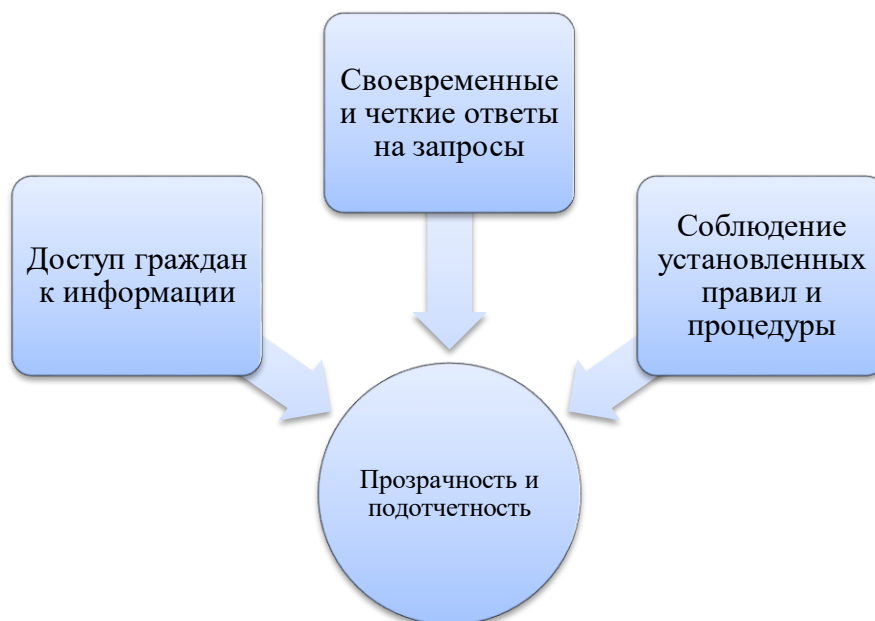 Своевременные
и четкие ответы
на запросы
Доступ граждан
к информации
Соблюдение
установленных
правил и
процедуры
Прозрачность и
подотчетность